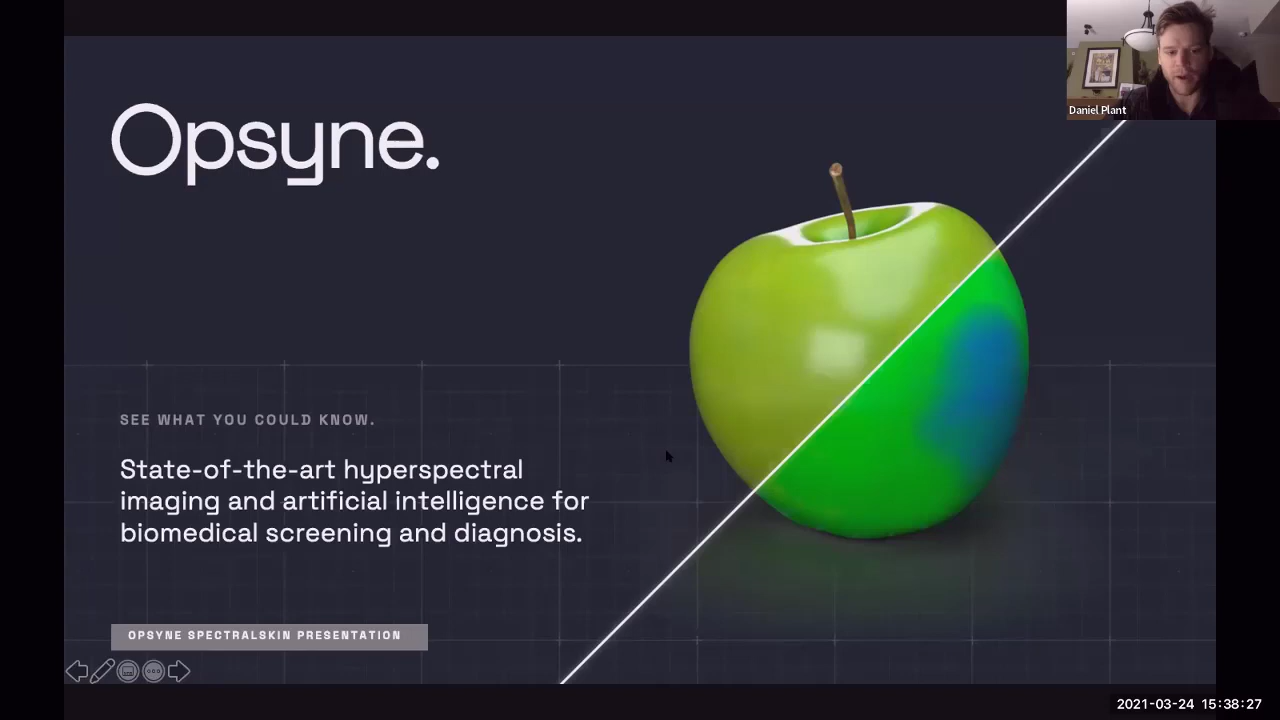 Opsyne.
Daniel Plant
SEE WHAT YOU COULD KNOW.
State-of-the-art hyperspectral
imaging and artificial intelligence for
biomedical screening and diagnosis.
OPSYNE SPECTRALSKIN PRESENTATION
2021-03-24 15:38:27